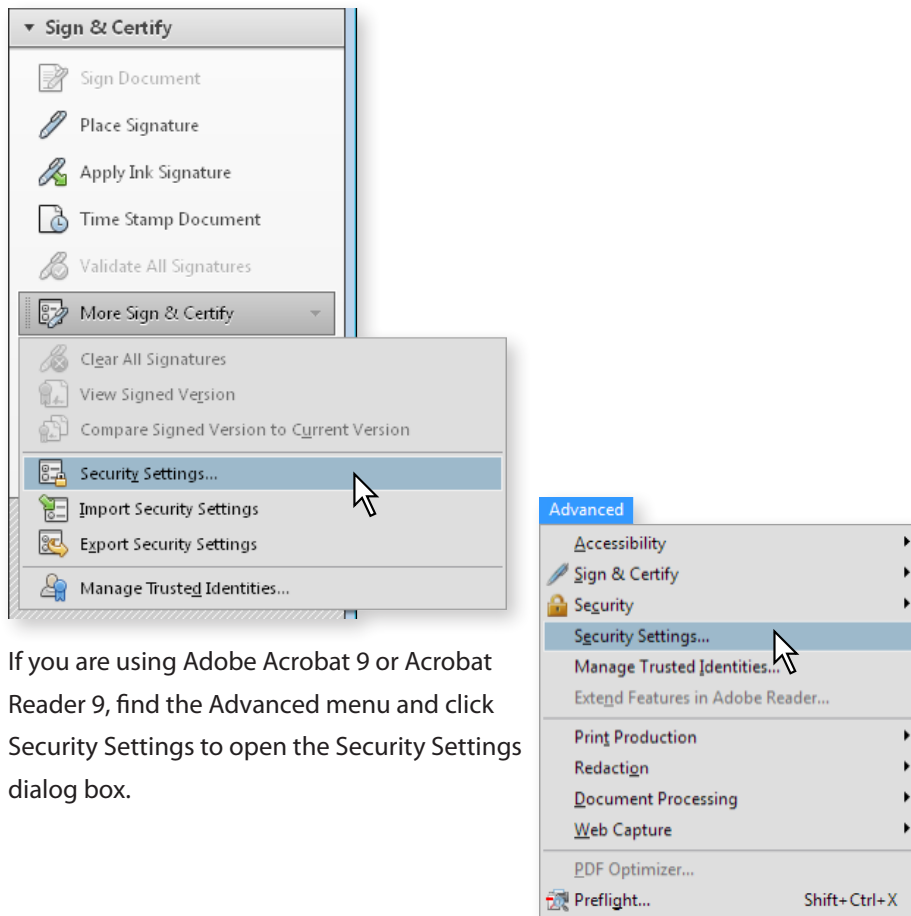 Sign & Certify
Sign Document
Place Signature
Apply Ink Signature
Time Stamp Document
Validate All Signatures
More Sign & Certify
Clear All Signatures
View Signed Version
Compare Signed Version to Current Version
Security Settings...
Import Security Settings
Export Security Settings
Manage Trusted Identities...
If you are using Adobe Acrobat 9 or Acrobat
Reader 9, find the Advanced menu and click
Security Settings to open the Security Settings
dialog box.
Advanced
Accessibility
Sign & Certify
Security
Security Settings...
Manage Trusted Identities...
Extend Features in Adobe Reader...
Print Production
Redaction
Document Processing
Web Capture
PDF Optimizer...
Preflight... Shift+Ctrl+X